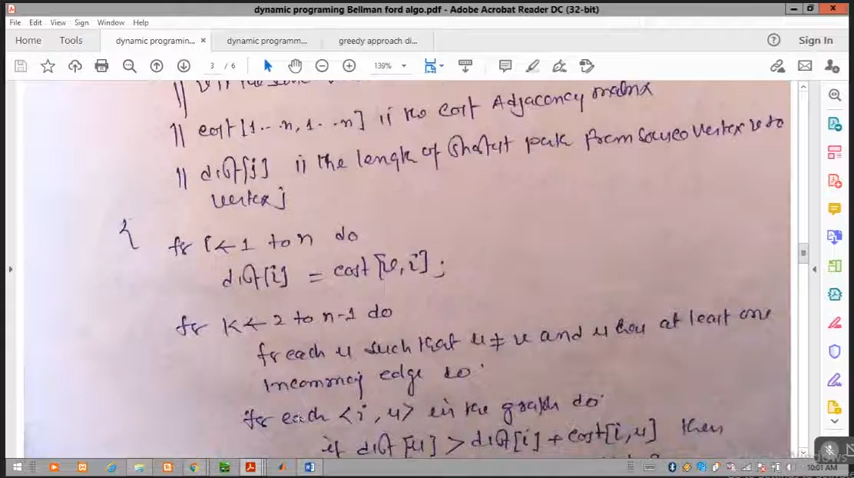 dynamic programing Bellman ford algo.pdf - Adobe Acrobat Reader DC (32-bit)
File Edit View Sign Window Help
Home Tools dynamic programin... × dynamic programm... greedy approach di... Sign In
3 / 6 139%
|| cost[1...n, 1...n] is the cost Adjacency matrix
|| dist[j] is the length of shortest path from source vertex v to
vertex j
{
for i ← 1 to n do
dist[i] = cost[v, i];
for k ← 2 to n-1 do
for each u such that u ≠ v and u has at least one
incoming edge do
for each <i, u> in the graph do
if dist[u] > dist[i] + cost[i, u] then
10:01 AM